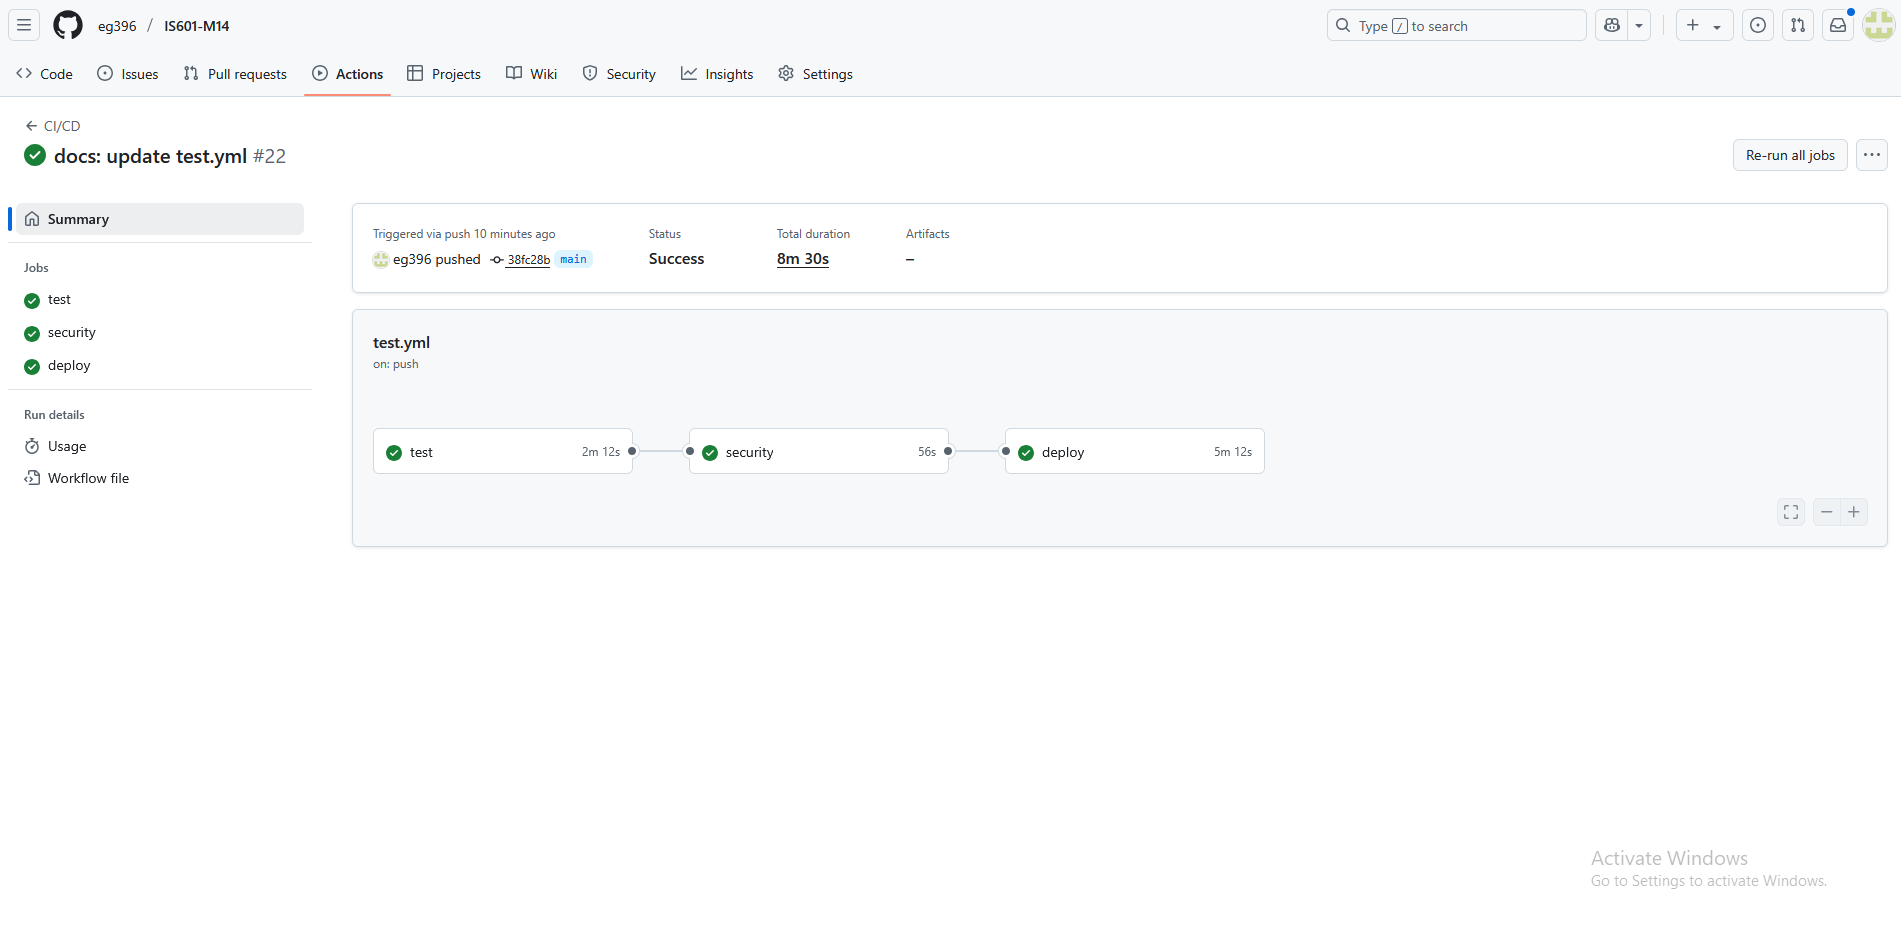 eg396 / IS601-M14
Type / to search
Code Issues Pull requests Actions Projects Wiki Security Insights Settings
CI/CD
docs: update test.yml #22
Re-run all jobs
Summary
Jobs
test
security
deploy
Run details
Usage
Workflow file
Triggered via push 10 minutes ago
eg396 pushed 38fc28b main
Status
Success
Total duration
8m 30s
Artifacts
–
test.yml
on: push
test 2m 12s
security 56s
deploy 5m 12s
Activate Windows
Go to Settings to activate Windows.